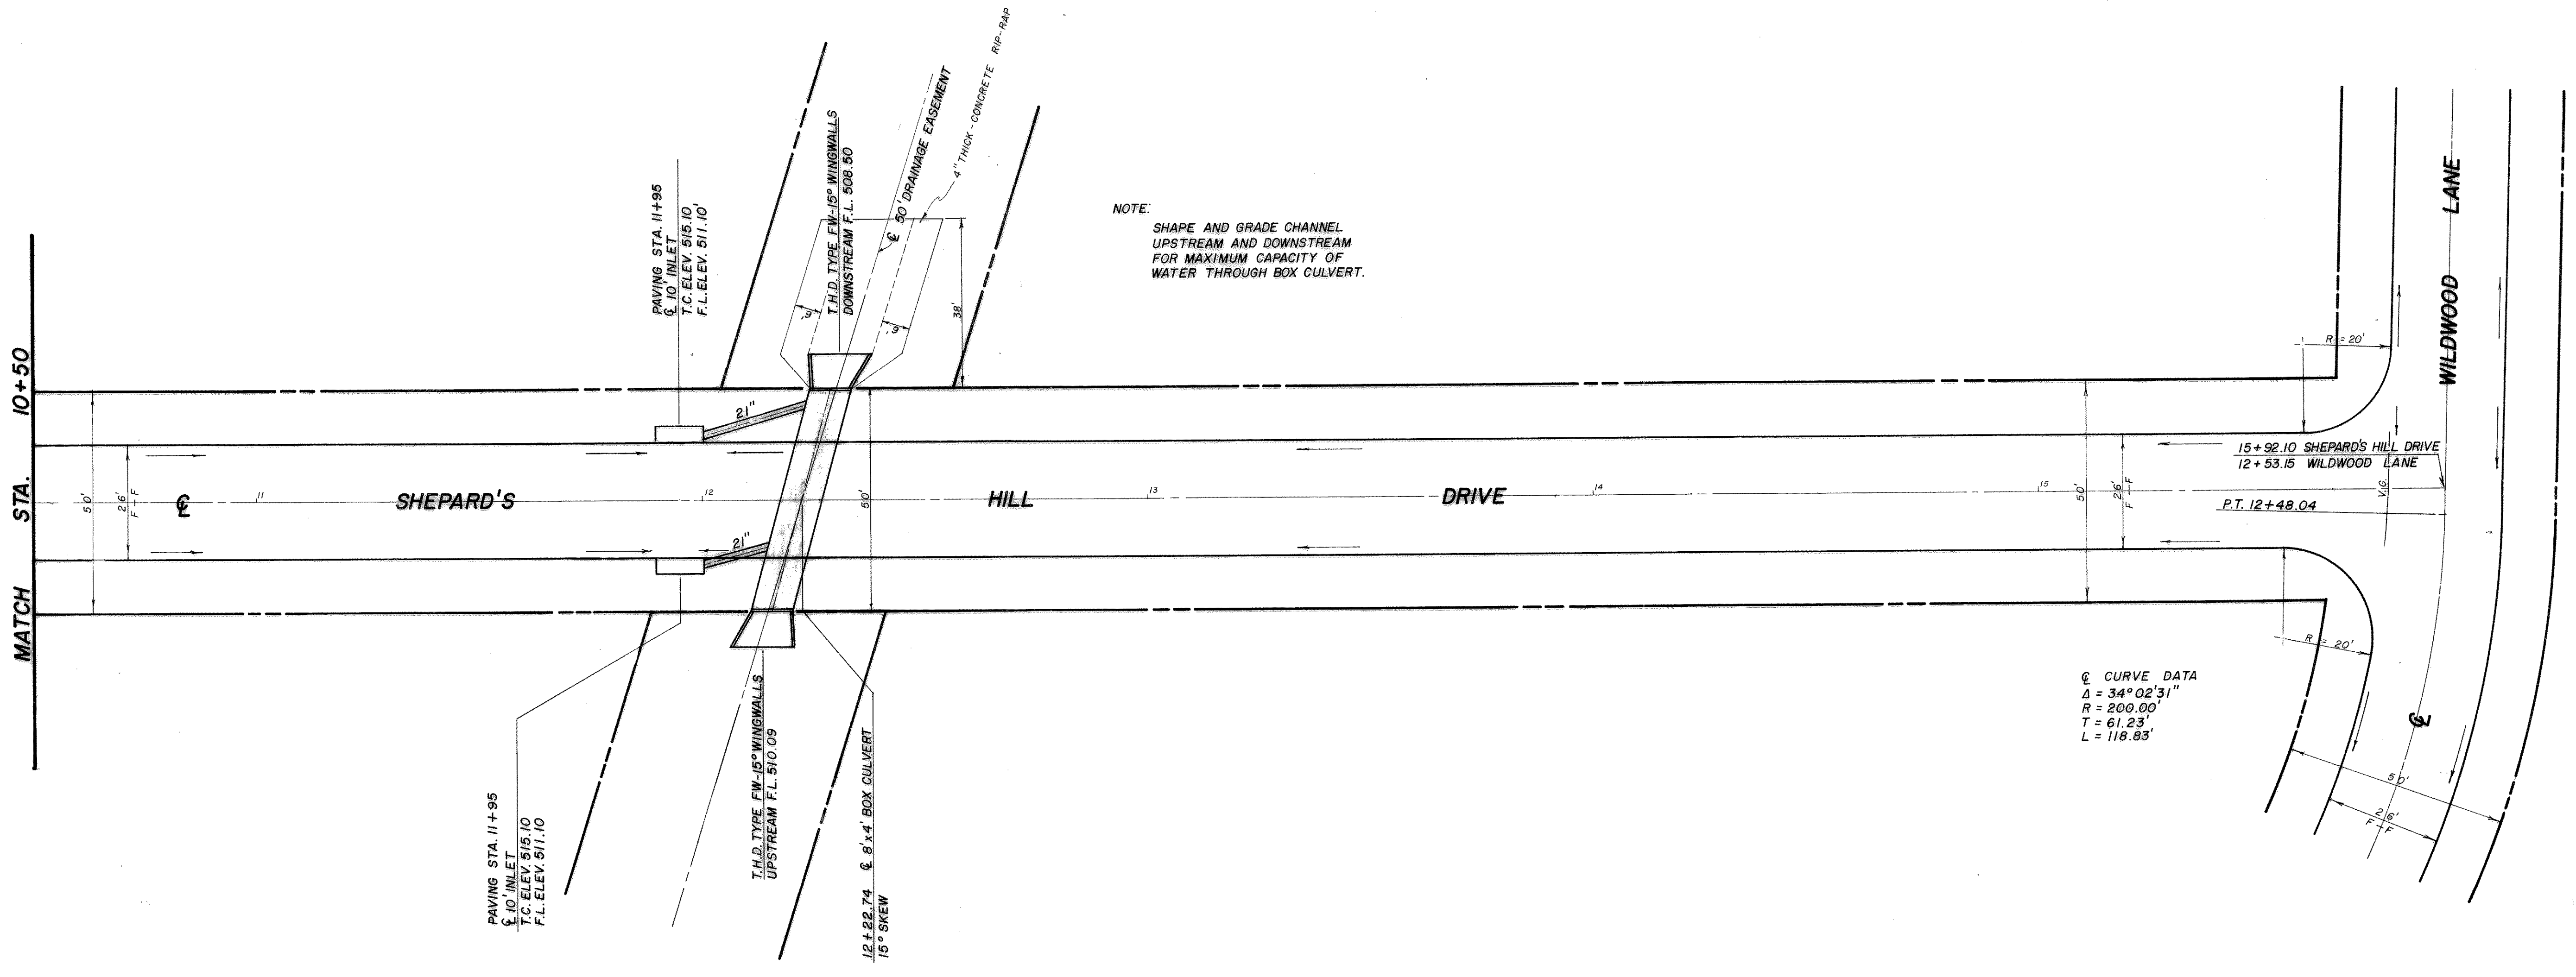 MATCH STA. 10+50
50'
26'
F-F
℄
11
SHEPARD'S
PAVING STA. 11+95
℄ 10' INLET
T.C. ELEV. 515.10
F.L. ELEV. 511.10'
21"
21"
12
T.H.D. TYPE FW-15° WINGWALLS
DOWNSTREAM F.L. 508.50
℄ 50' DRAINAGE EASEMENT
4" THICK-CONCRETE RIP-RAP
6'
6'
38'
50'
NOTE:
SHAPE AND GRADE CHANNEL
UPSTREAM AND DOWNSTREAM
FOR MAXIMUM CAPACITY OF
WATER THROUGH BOX CULVERT.
HILL
13
DRIVE
14
15
50'
26'
F-F
PAVING STA. 11+95
℄ 10' INLET
T.C. ELEV. 515.10
F.L. ELEV. 511.10
T.H.D. TYPE FW-15° WINGWALLS
UPSTREAM F.L. 510.09
12+22.74 ℄ 8'x4' BOX CULVERT
15° SKEW
WILDWOOD LANE
R = 20'
15+92.10 SHEPARD'S HILL DRIVE
12+53.15 WILDWOOD LANE
V.G.
P.T. 12+48.04
R = 20'
℄ CURVE DATA
Δ = 34°02'31"
R = 200.00'
T = 61.23'
L = 118.83'
℄
50'
26'
F-F